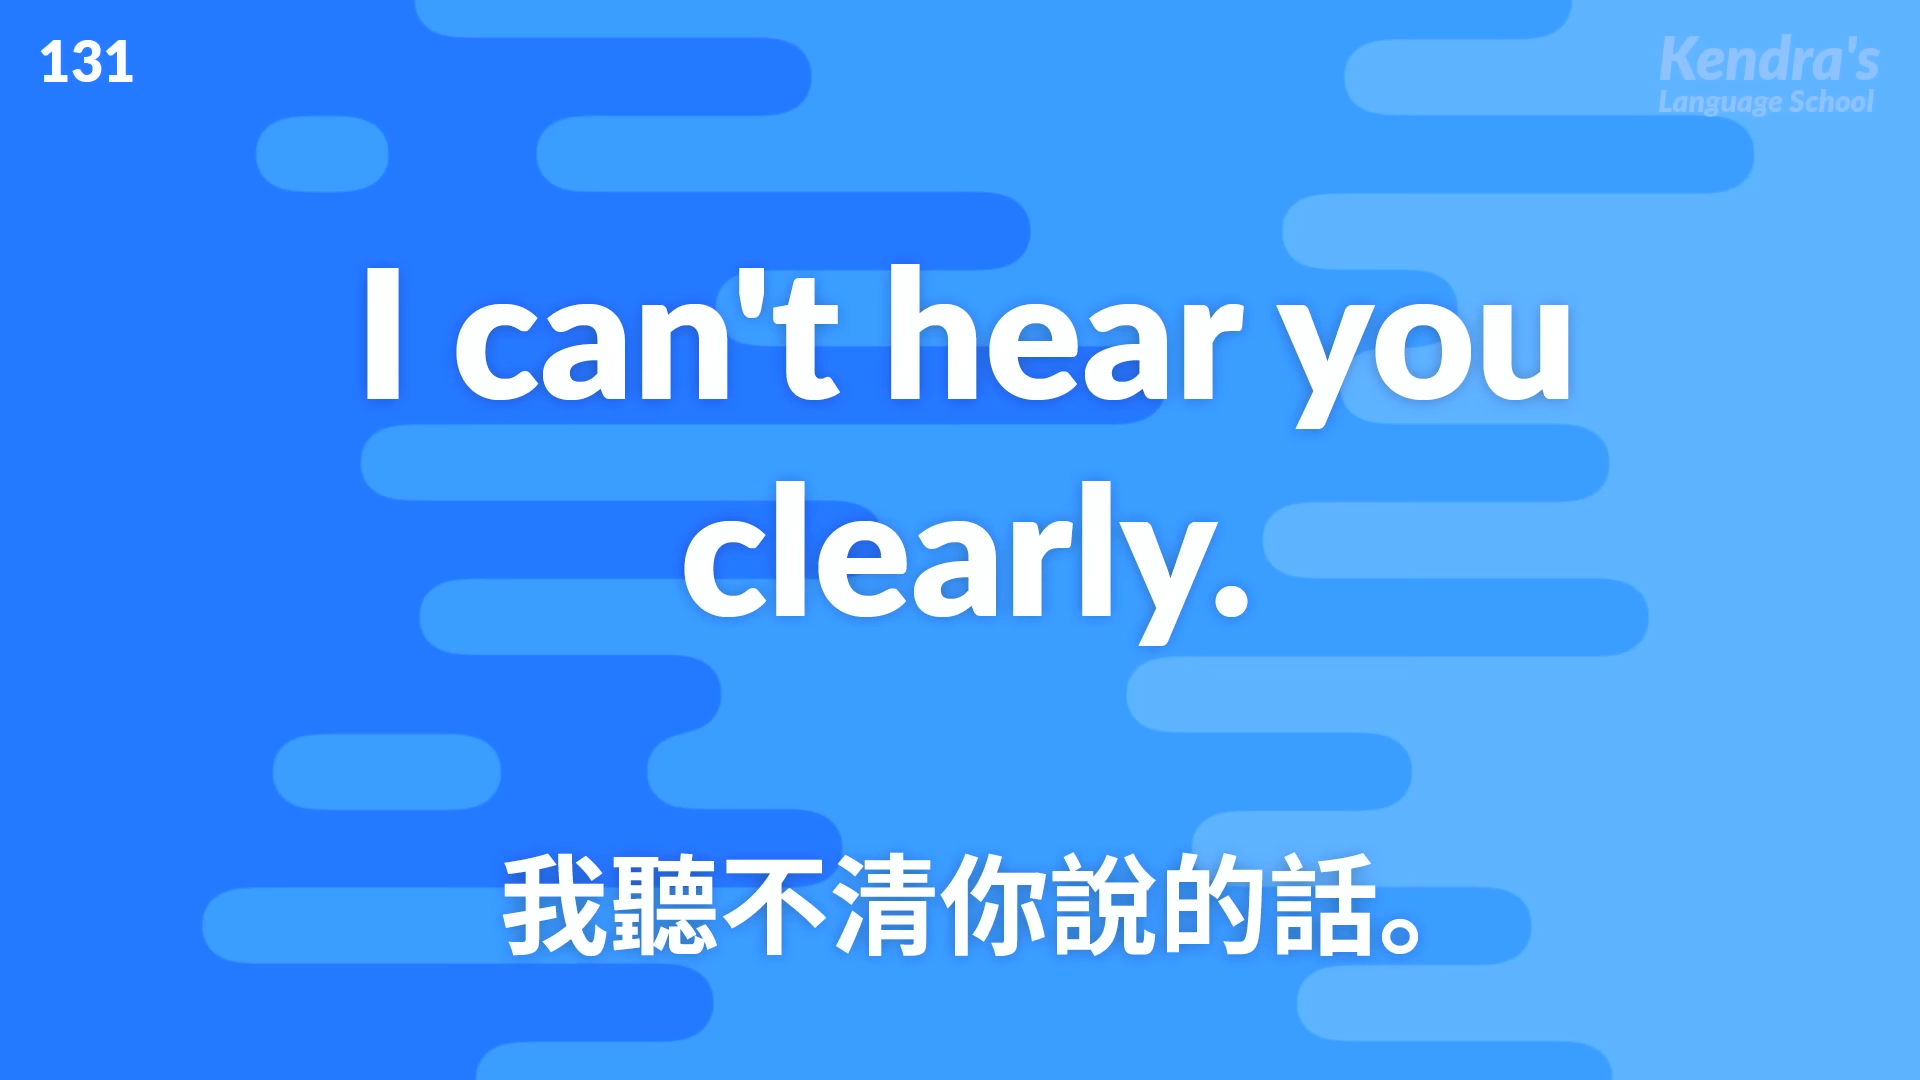 131
Kendra's
Language School
I can't hear you
clearly.
我聽不清你說的話。